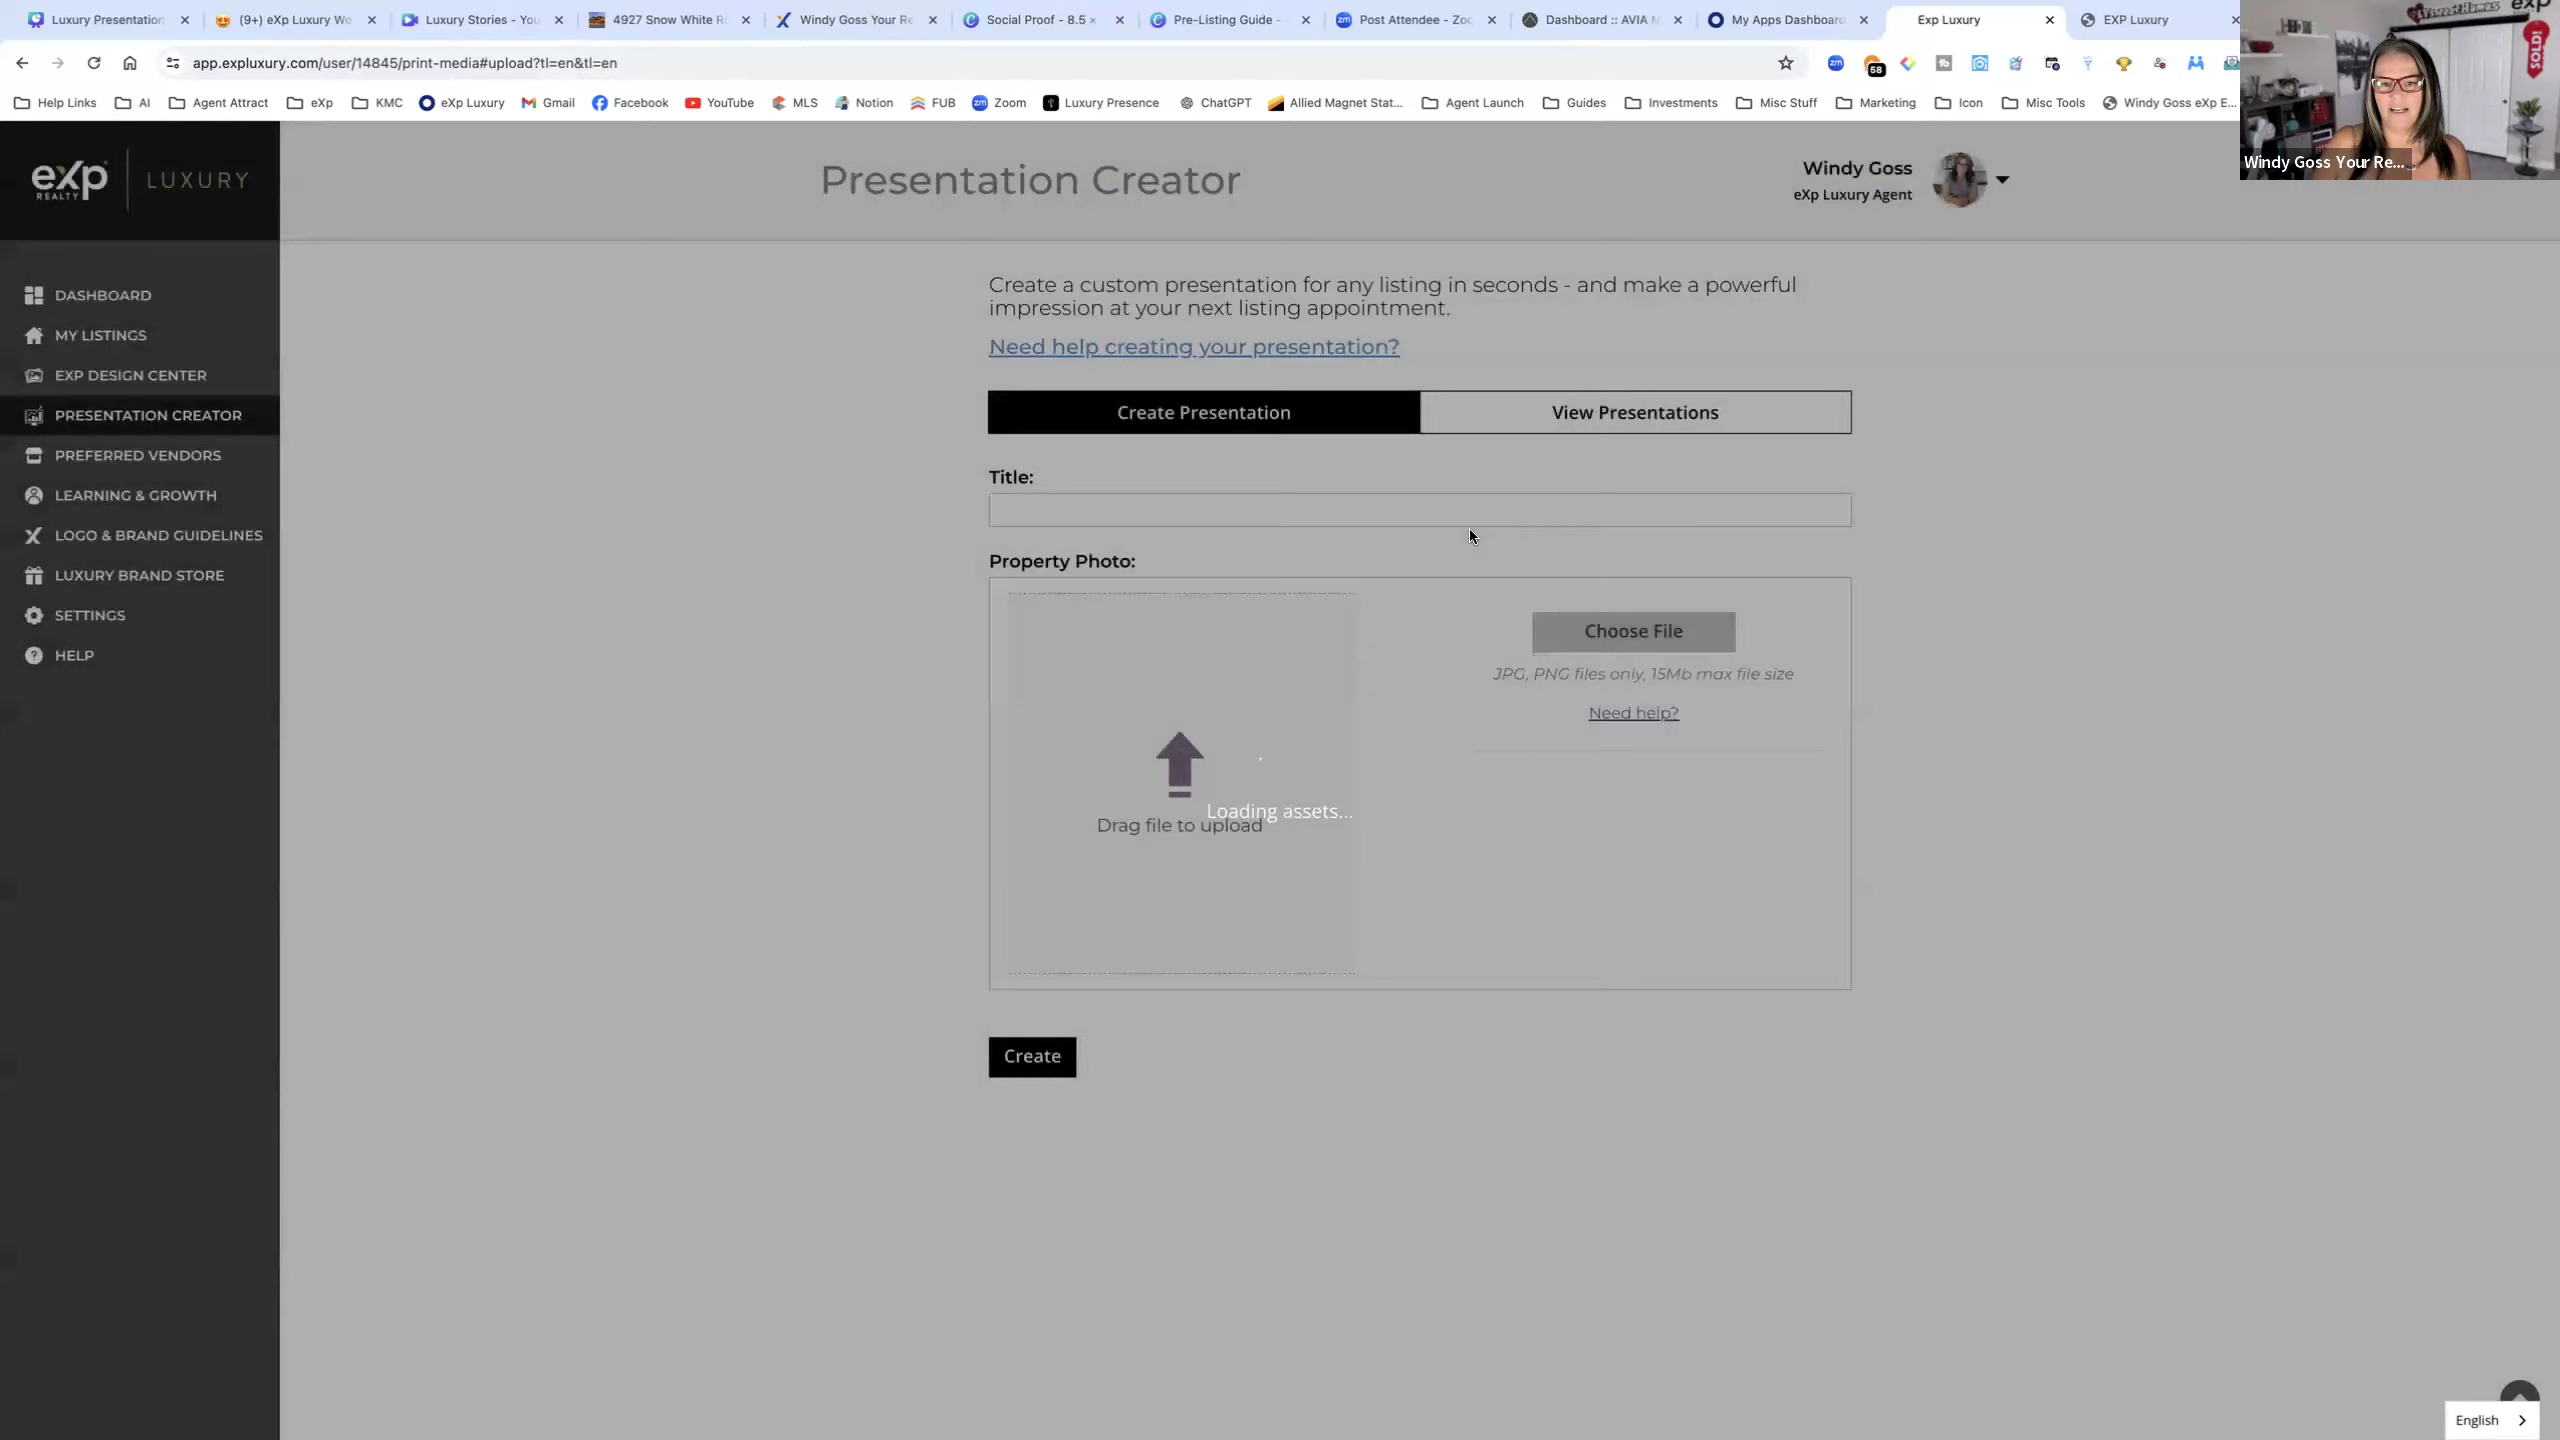 Luxury Presentation
(9+) eXp Luxury We
Luxury Stories - You
4927 Snow White R
Windy Goss Your Re
Social Proof - 8.5 ×
Pre-Listing Guide -
Post Attendee - Zoo
Dashboard :: AVIA M
My Apps Dashboard
Exp Luxury
EXP Luxury
app.expluxury.com/user/14845/print-media#upload?tl=en&tl=en
zm
58
Help Links
AI
Agent Attract
eXp
KMC
eXp Luxury
Gmail
Facebook
YouTube
MLS
Notion
FUB
Zoom
Luxury Presence
ChatGPT
Allied Magnet Stat...
Agent Launch
Guides
Investments
Misc Stuff
Marketing
Icon
Misc Tools
Windy Goss eXp E...
exp
SOLD!
Windy Goss Your Re...
eXp
REALTY
LUXURY
Presentation Creator
Windy Goss
eXp Luxury Agent
DASHBOARD
MY LISTINGS
EXP DESIGN CENTER
PRESENTATION CREATOR
PREFERRED VENDORS
LEARNING & GROWTH
LOGO & BRAND GUIDELINES
LUXURY BRAND STORE
SETTINGS
HELP
Create a custom presentation for any listing in seconds - and make a powerful
impression at your next listing appointment.
Need help creating your presentation?
Create Presentation
View Presentations
Title:
Property Photo:
Choose File
JPG, PNG files only, 15Mb max file size
Need help?
Loading assets...
Drag file to upload
Create
English